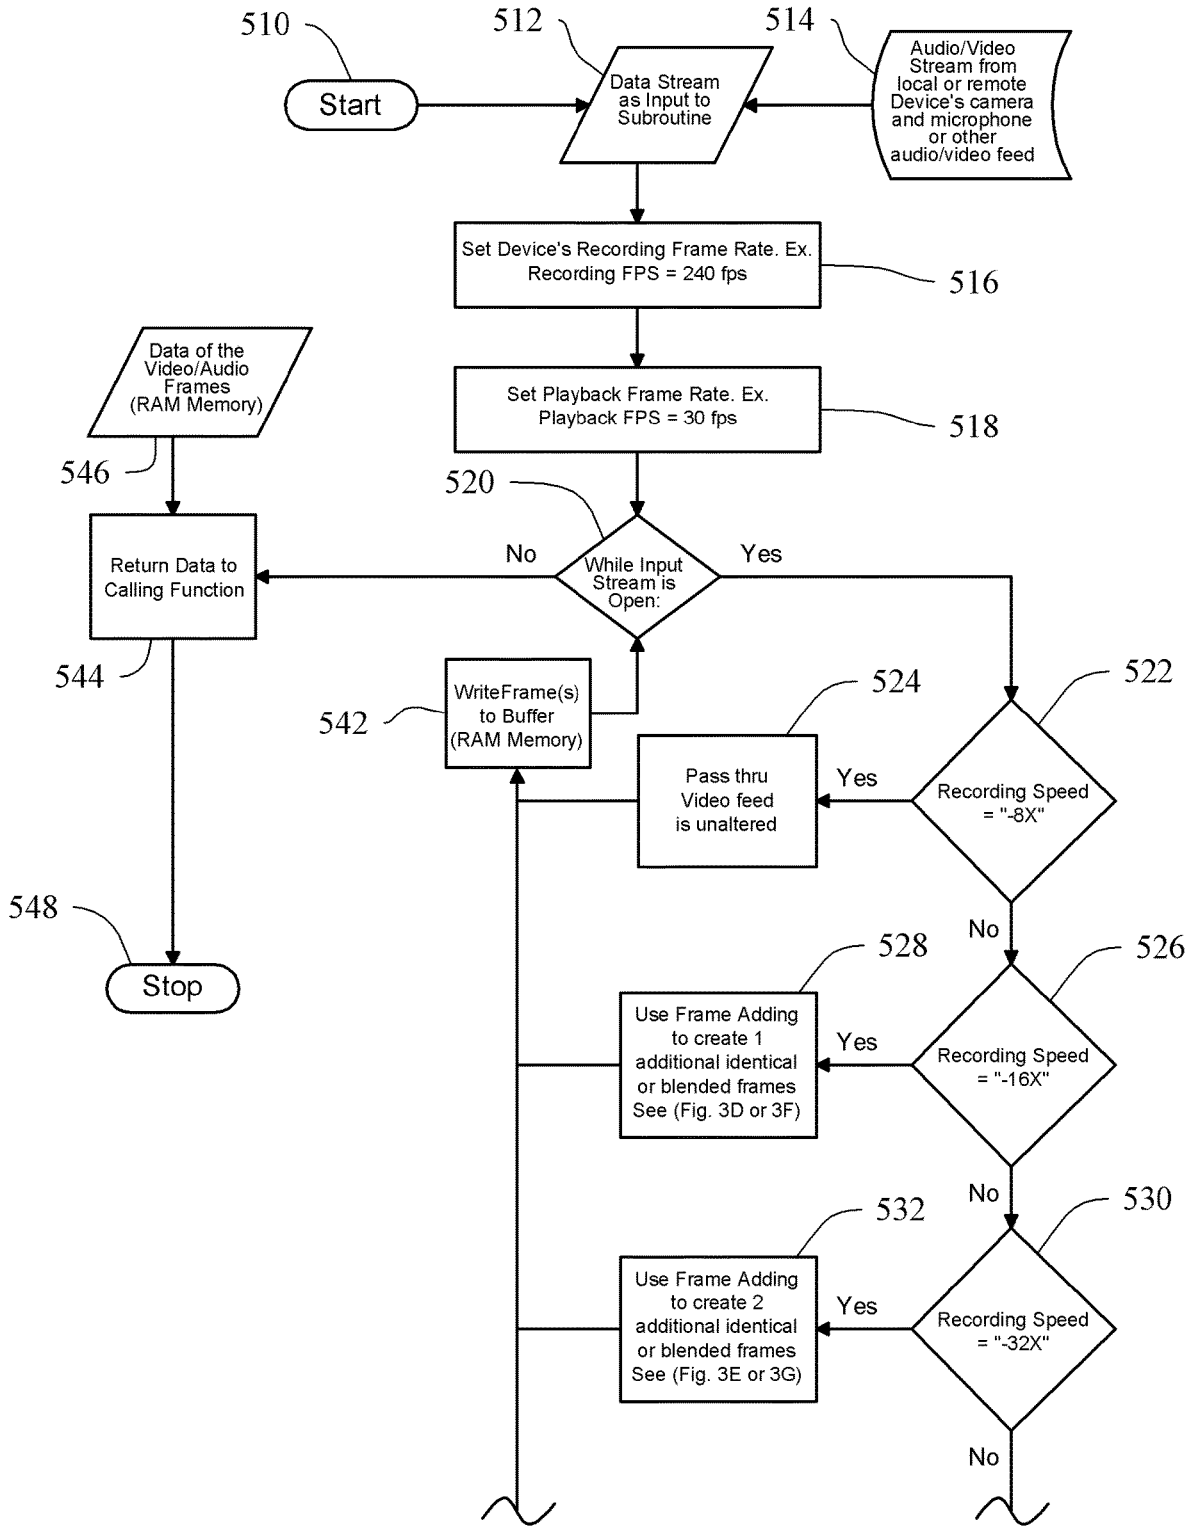 510
512
514
Start
Data Stream
as Input to
Subroutine
Audio/Video
Stream from
local or remote
Device's camera
and microphone
or other
audio/video feed
Set Device's Recording Frame Rate. Ex.
Recording FPS = 240 fps
516
Data of the
Video/Audio
Frames
(RAM Memory)
546
Set Playback Frame Rate. Ex.
Playback FPS = 30 fps
518
520
No
While Input
Stream is
Open:
Yes
Return Data to
Calling Function
544
WriteFrame(s)
to Buffer
(RAM Memory)
542
524
522
Pass thru
Video feed
is unaltered
Yes
Recording Speed
= "-8X"
No
548
Stop
528
526
Use Frame Adding
to create 1
additional identical
or blended frames
See (Fig. 3D or 3F)
Yes
Recording Speed
= "-16X"
No
532
530
Use Frame Adding
to create 2
additional identical
or blended frames
See (Fig. 3E or 3G)
Yes
Recording Speed
= "-32X"
No